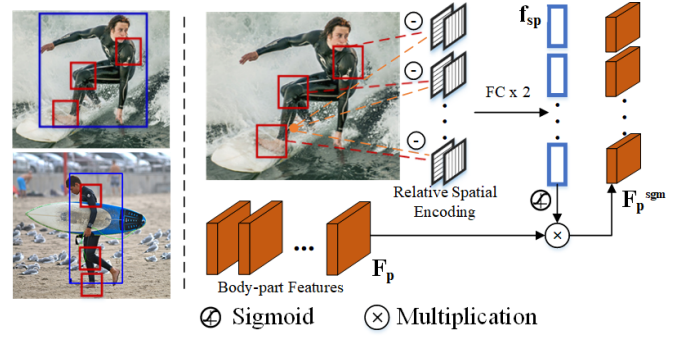 f_sp
FC x 2
Relative Spatial
Encoding
F_p^sgm
F_p
Body-part Features
Sigmoid
Multiplication